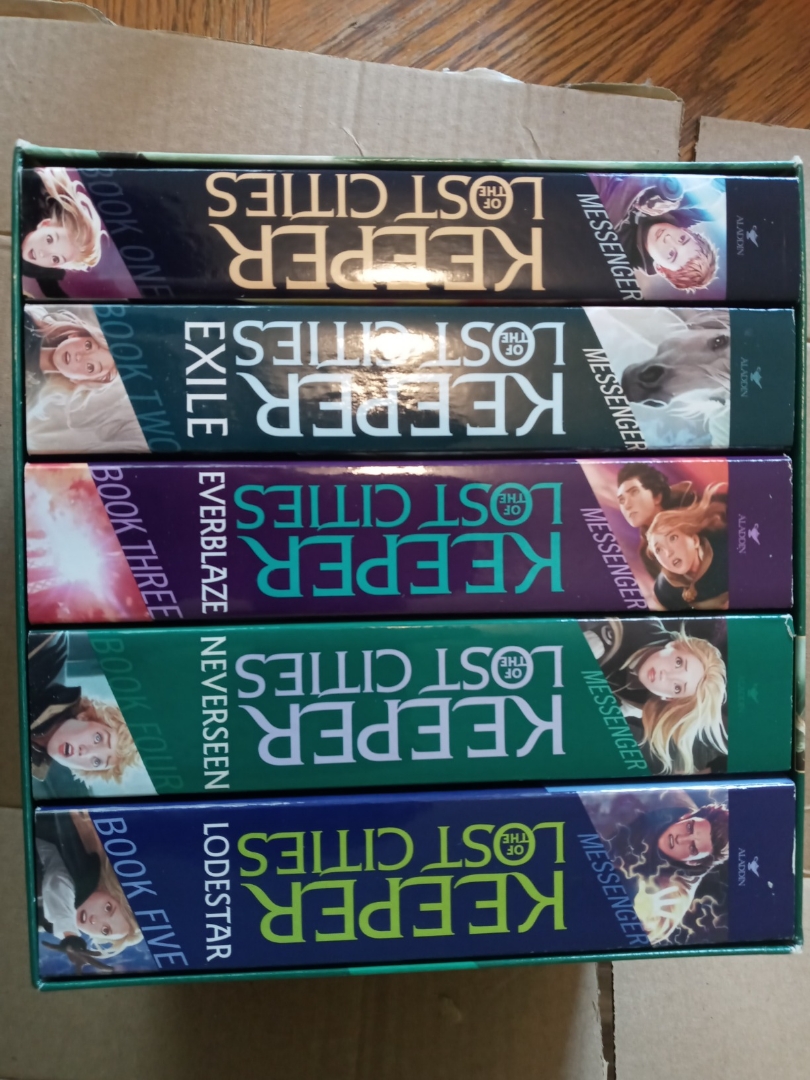 BOOK ONE
KEEPER
OF THE
LOST CITIES
MESSENGER
ALADDIN
BOOK TWO
EXILE
KEEPER
OF THE
LOST CITIES
MESSENGER
ALADDIN
BOOK THREE
EVERBLAZE
KEEPER
OF THE
LOST CITIES
MESSENGER
ALADDIN
BOOK FOUR
NEVERSEEN
KEEPER
OF THE
LOST CITIES
MESSENGER
BOOK FIVE
LODESTAR
KEEPER
OF THE
LOST CITIES
MESSENGER
ALADDIN